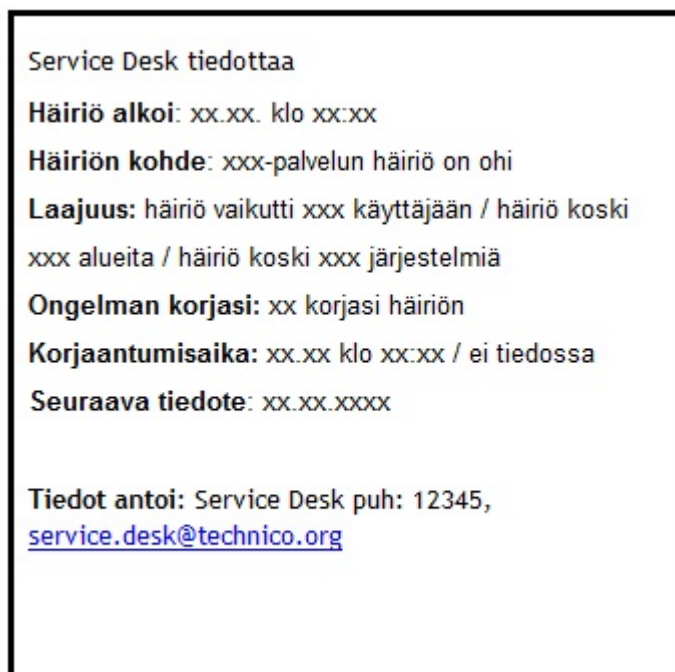 Service Desk tiedottaa
Häiriö alkoi: xx.xx. klo xx:xx
Häiriön kohde: xxx-palvelun häiriö on ohi
Laajuus: häiriö vaikutti xxx käyttäjään / häiriö koski
xxx alueita / häiriö koski xxx järjestelmiä
Ongelman korjasi: xx korjasi häiriön
Korjaantumisaika: xx.xx klo xx:xx / ei tiedossa
Seuraava tiedote: xx.xx.xxxx
Tiedot antoi: Service Desk puh: 12345,
service.desk@technico.org